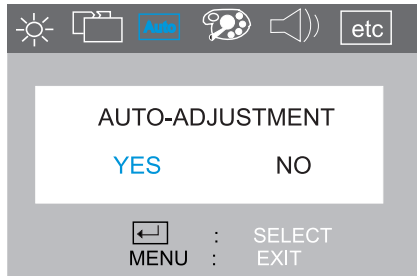 Auto etc
AUTO-ADJUSTMENT
YES NO
: SELECT
MENU : EXIT